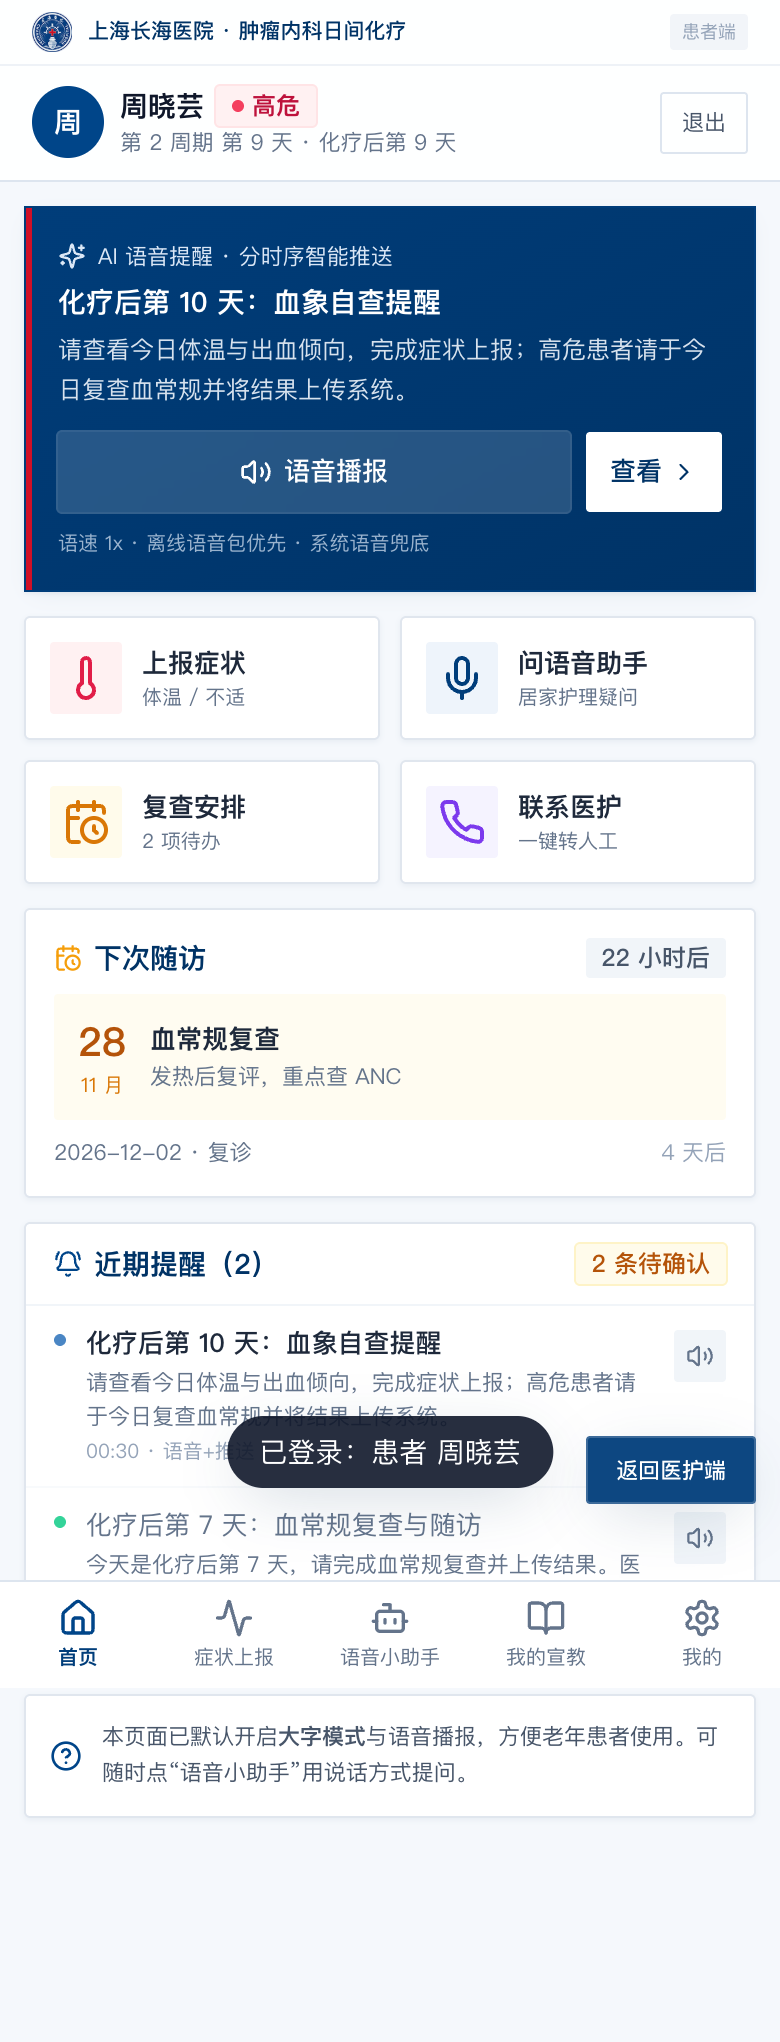 上海长海医院 · 肿瘤内科日间化疗
患者端
周
周晓芸
高危
第 2 周期 第 9 天 · 化疗后第 9 天
退出
AI 语音提醒 · 分时序智能推送
化疗后第 10 天：血象自查提醒
请查看今日体温与出血倾向，完成症状上报；高危患者请于今
日复查血常规并将结果上传系统。
语音播报
查看
语速 1x · 离线语音包优先 · 系统语音兜底
上报症状
体温 / 不适
问语音助手
居家护理疑问
复查安排
2 项待办
联系医护
一键转人工
下次随访
22 小时后
28
11 月
血常规复查
发热后复评，重点查 ANC
2026-12-02 · 复诊
4 天后
近期提醒（2）
2 条待确认
化疗后第 10 天：血象自查提醒
请查看今日体温与出血倾向，完成症状上报；高危患者请
于今日复查血常规并将结果上传系统。
00:30 · 语音+推送
已登录：患者 周晓芸
返回医护端
化疗后第 7 天：血常规复查与随访
今天是化疗后第 7 天，请完成血常规复查并上传结果。医
首页
症状上报
语音小助手
我的宣教
我的
本页面已默认开启大字模式与语音播报，方便老年患者使用。可
随时点“语音小助手”用说话方式提问。